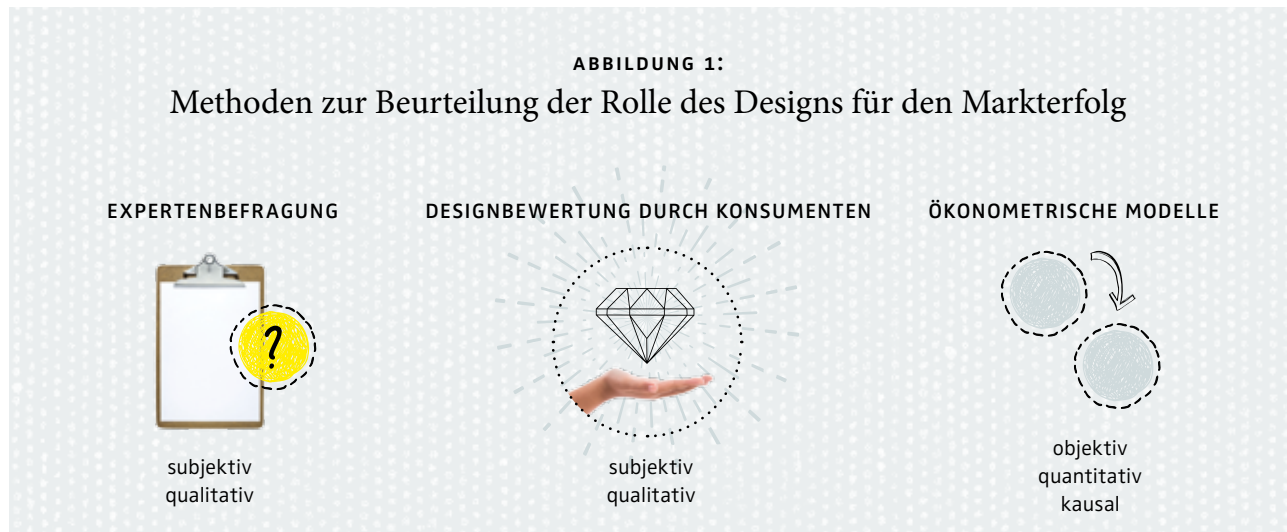 ABBILDUNG 1:
Methoden zur Beurteilung der Rolle des Designs für den Markterfolg
EXPERTENBEFRAGUNG
?
subjektiv
qualitativ
DESIGNBEWERTUNG DURCH KONSUMENTEN
subjektiv
qualitativ
ÖKONOMETRISCHE MODELLE
objektiv
quantitativ
kausal